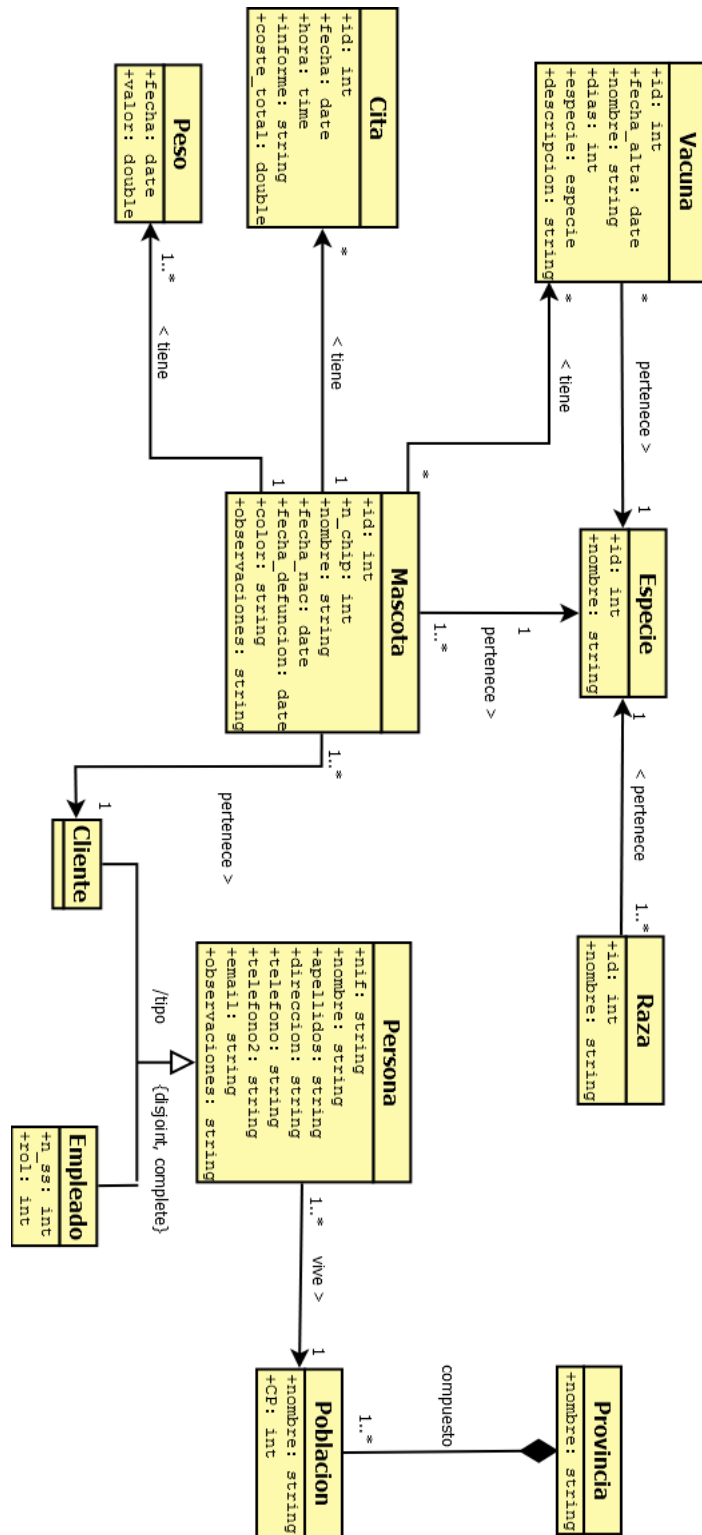 Vacuna
+id: int
+fecha_alta: date
+nombre: string
+dias: int
+especie: especie
+descripcion: string
*
pertenece >
1
*
< tiene
*
Especie
+id: int
+nombre: string
1
< pertenece
1..*
Raza
+id: int
+nombre: string
Cita
+id: int
+fecha: date
+hora: time
+informe: string
+coste_total: double
*
< tiene
1
Peso
+fecha: date
+valor: double
1..*
< tiene
1
Mascota
+id: int
+n_chip: int
+nombre: string
+fecha_nac: date
+fecha_defuncion: date
+color: string
+observaciones: string
1
pertenece >
1..*
1..*
pertenece >
1
Cliente
Persona
+nif: string
+nombre: string
+apellidos: string
+direccion: string
+telefono: string
+telefono2: string
+email: string
+observaciones: string
/tipo
{disjoint, complete}
Empleado
+n_ss: int
+rol: int
1..*
vive >
1
Poblacion
+nombre: string
+CP: int
1..*
compuesto
Provincia
+nombre: string